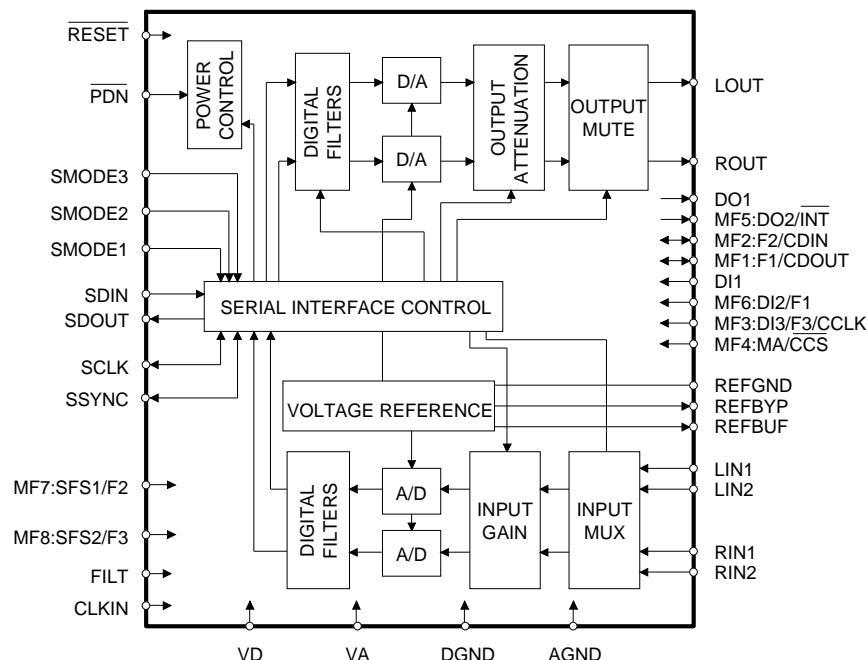 RESET
PDN
SMODE3
SMODE2
SMODE1
SDIN
SDOUT
SCLK
SSYNC
MF7:SFS1/F2
MF8:SFS2/F3
FILT
CLKIN
POWER
CONTROL
DIGITAL
FILTERS
D/A
D/A
OUTPUT
ATTENUATION
OUTPUT
MUTE
SERIAL INTERFACE CONTROL
VOLTAGE REFERENCE
DIGITAL
FILTERS
A/D
A/D
INPUT
GAIN
INPUT
MUX
LOUT
ROUT
DO1
MF5:DO2/INT
MF2:F2/CDIN
MF1:F1/CDOUT
DI1
MF6:DI2/F1
MF3:DI3/F3/CCLK
MF4:MA/CCS
REFGND
REFBYP
REFBUF
LIN1
LIN2
RIN1
RIN2
VD
VA
DGND
AGND